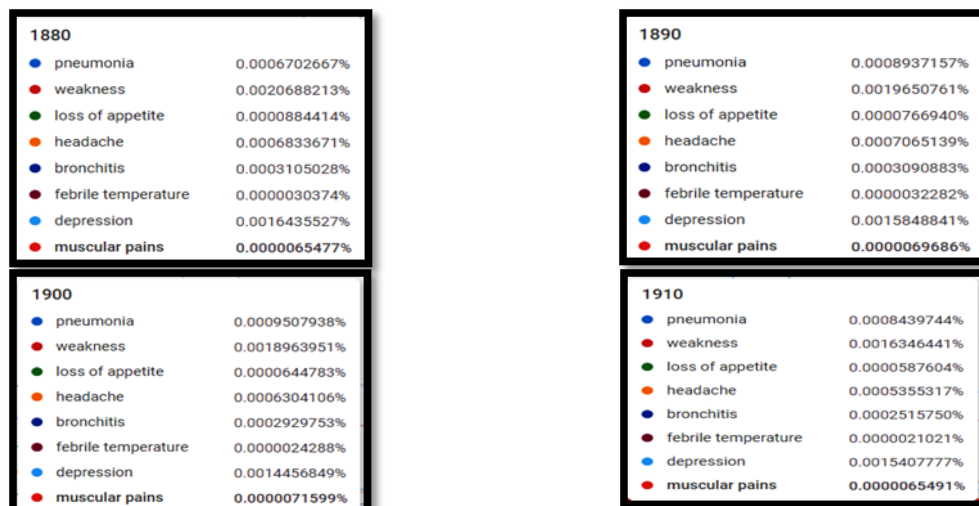 1880
pneumonia 0.0006702667%
weakness 0.0020688213%
loss of appetite 0.0000884414%
headache 0.0006833671%
bronchitis 0.0003105028%
febrile temperature 0.0000030374%
depression 0.0016435527%
muscular pains 0.0000065477%
1890
pneumonia 0.0008937157%
weakness 0.0019650761%
loss of appetite 0.0000766940%
headache 0.0007065139%
bronchitis 0.0003090883%
febrile temperature 0.0000032282%
depression 0.0015848841%
muscular pains 0.0000069686%
1900
pneumonia 0.0009507938%
weakness 0.0018963951%
loss of appetite 0.0000644783%
headache 0.0006304106%
bronchitis 0.0002929753%
febrile temperature 0.0000024288%
depression 0.0014456849%
muscular pains 0.0000071599%
1910
pneumonia 0.0008439744%
weakness 0.0016346441%
loss of appetite 0.0000587604%
headache 0.0005355317%
bronchitis 0.0002515750%
febrile temperature 0.0000021021%
depression 0.0015407777%
muscular pains 0.0000065491%